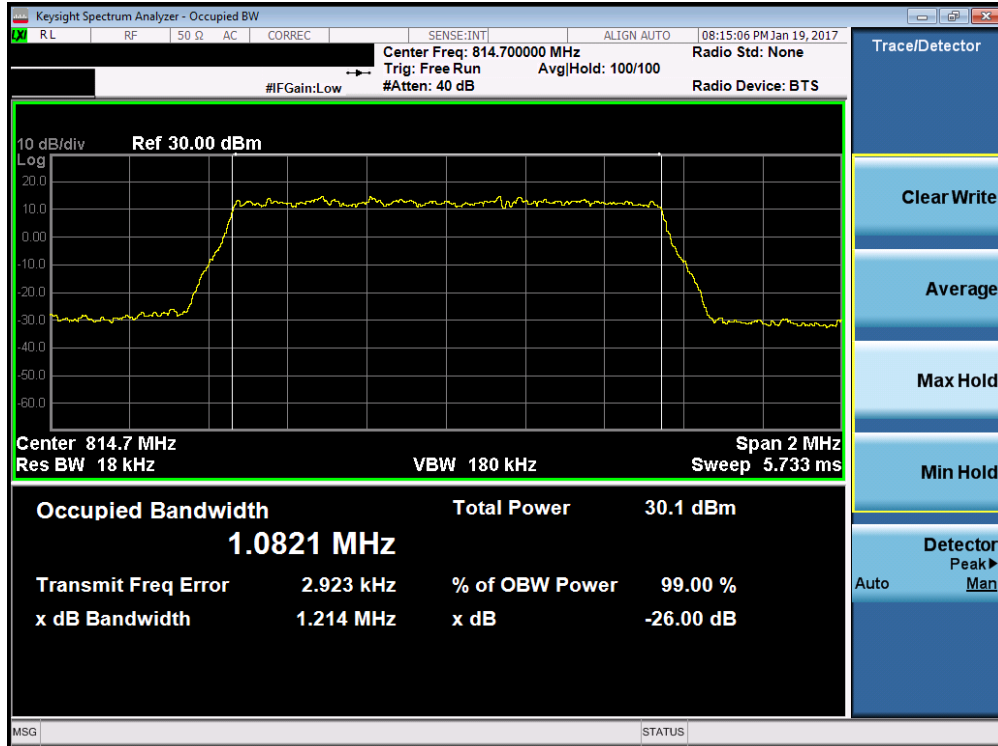 Keysight Spectrum Analyzer - Occupied BW
LXI RL RF 50 Ω AC CORREC SENSE:INT ALIGN AUTO 08:15:06 PM Jan 19, 2017
Center Freq: 814.700000 MHz Radio Std: None
Trig: Free Run Avg|Hold: 100/100
#IFGain:Low #Atten: 40 dB Radio Device: BTS
Trace/Detector
10 dB/div Ref 30.00 dBm
Log
20.0
10.0
0.00
-10.0
-20.0
-30.0
-40.0
-50.0
-60.0
Center 814.7 MHz Span 2 MHz
Res BW 18 kHz VBW 180 kHz Sweep 5.733 ms
Occupied Bandwidth Total Power 30.1 dBm
1.0821 MHz
Transmit Freq Error 2.923 kHz % of OBW Power 99.00 %
x dB Bandwidth 1.214 MHz x dB -26.00 dB
Clear Write
Average
Max Hold
Min Hold
Detector
Peak▶
Auto Man
MSG STATUS